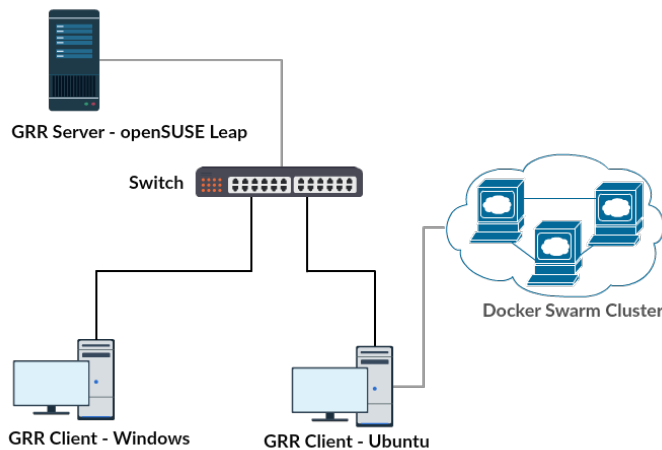 GRR Server - openSUSE Leap
Switch
Docker Swarm Cluster
GRR Client - Windows
GRR Client - Ubuntu